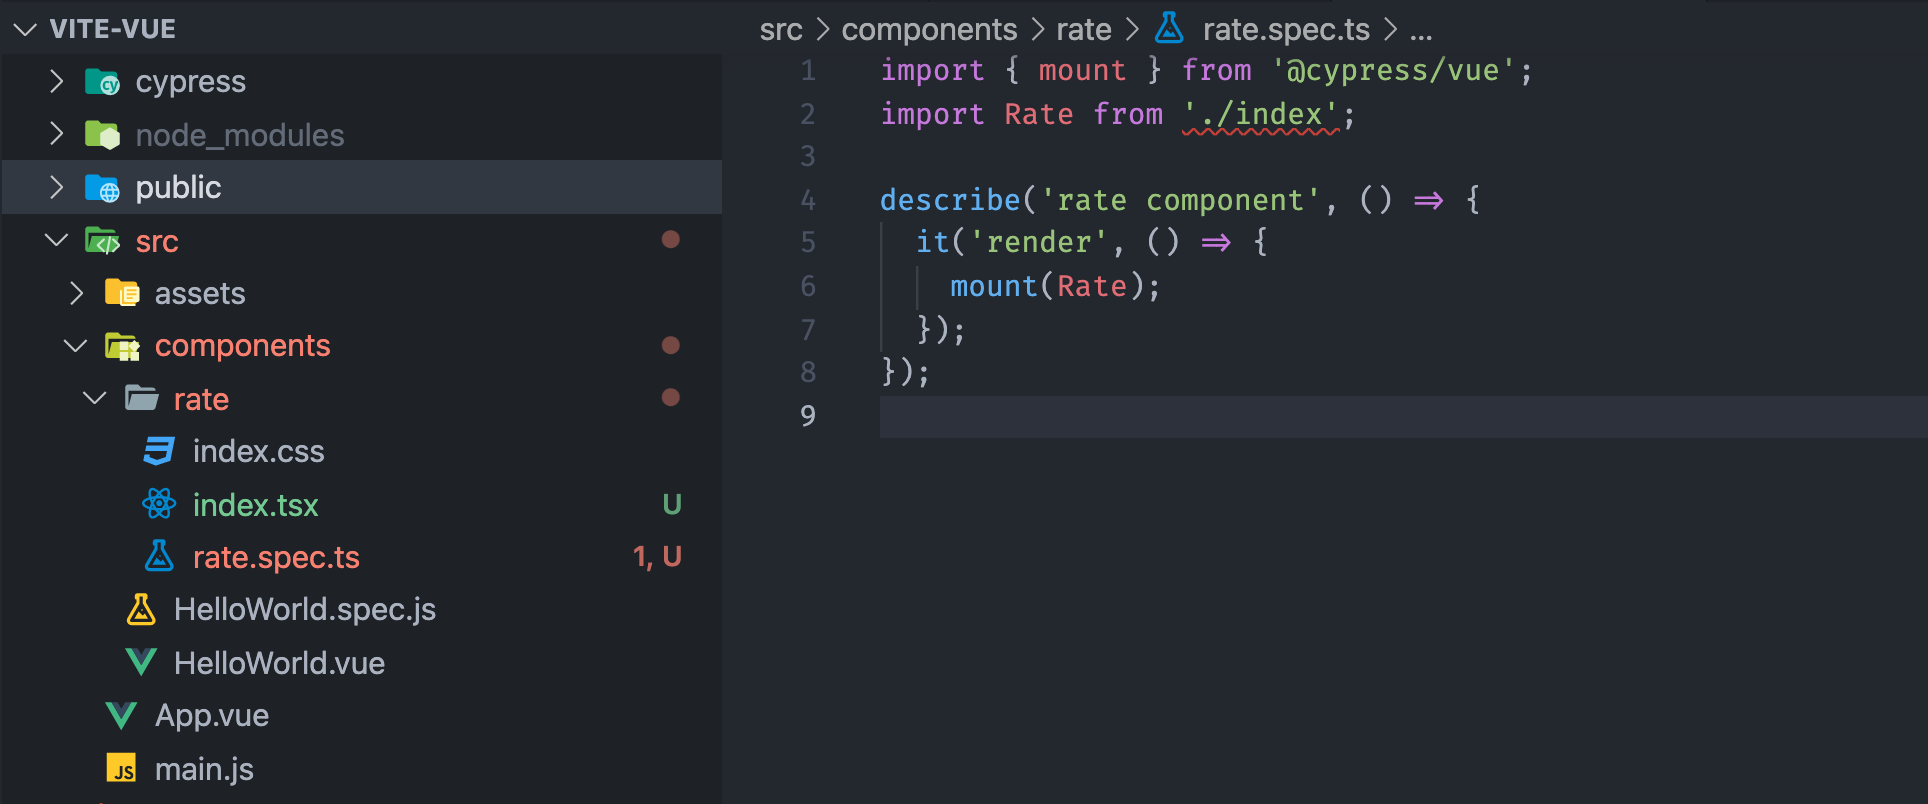 VITE-VUE
cypress
node_modules
public
src
assets
components
rate
index.css
index.tsx U
rate.spec.ts 1, U
HelloWorld.spec.js
HelloWorld.vue
App.vue
JS main.js
src > components > rate > rate.spec.ts > ...
1 import { mount } from '@cypress/vue';
2 import Rate from './index';
3
4 describe('rate component', () => {
5 it('render', () => {
6 mount(Rate);
7 });
8 });
9